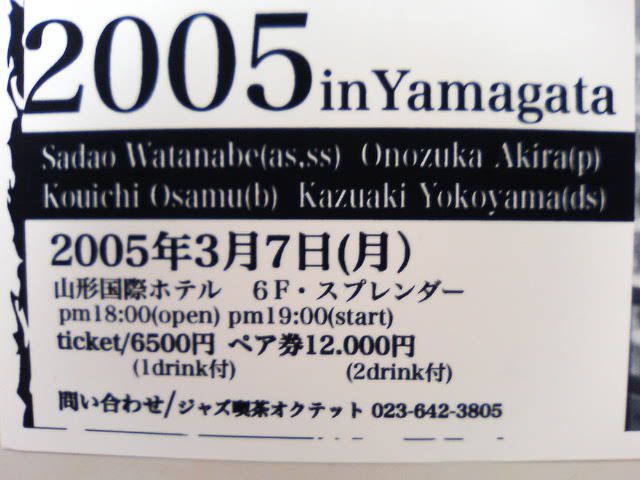 2005 in Yamagata
Sadao Watanabe(as,ss) Onozuka Akira(p)
Kouichi Osamu(b) Kazuaki Yokoyama(ds)
2005年3月7日(月)
山形国際ホテル 6F・スプレンダー
pm18:00(open) pm19:00(start)
ticket/6500円 ペア券12.000円
(1drink付) (2drink付)
問い合わせ/ジャズ喫茶オクテット 023-642-3805